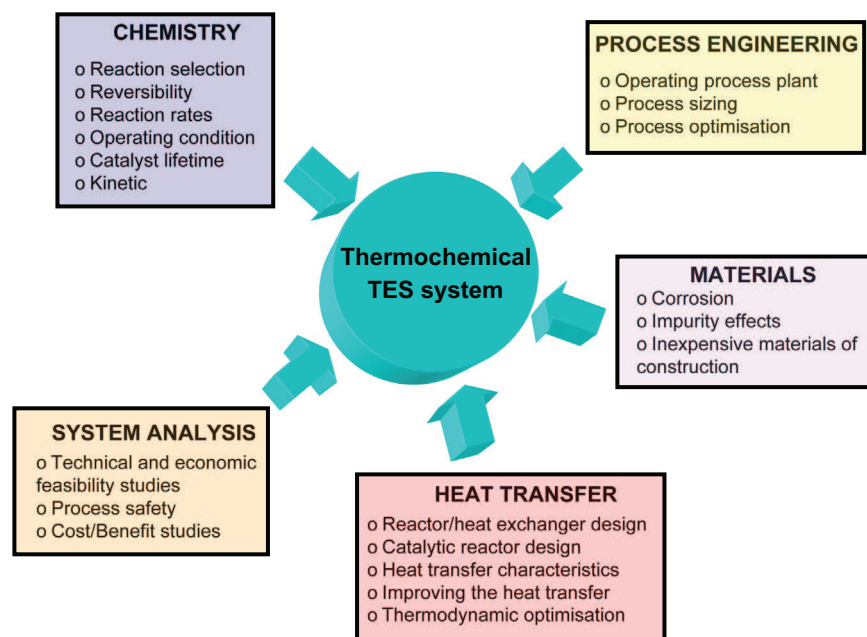 CHEMISTRY
o Reaction selection
o Reversibility
o Reaction rates
o Operating condition
o Catalyst lifetime
o Kinetic
PROCESS ENGINEERING
o Operating process plant
o Process sizing
o Process optimisation
Thermochemical
TES system
MATERIALS
o Corrosion
o Impurity effects
o Inexpensive materials of
construction
SYSTEM ANALYSIS
o Technical and economic
feasibility studies
o Process safety
o Cost/Benefit studies
HEAT TRANSFER
o Reactor/heat exchanger design
o Catalytic reactor design
o Heat transfer characteristics
o Improving the heat transfer
o Thermodynamic optimisation